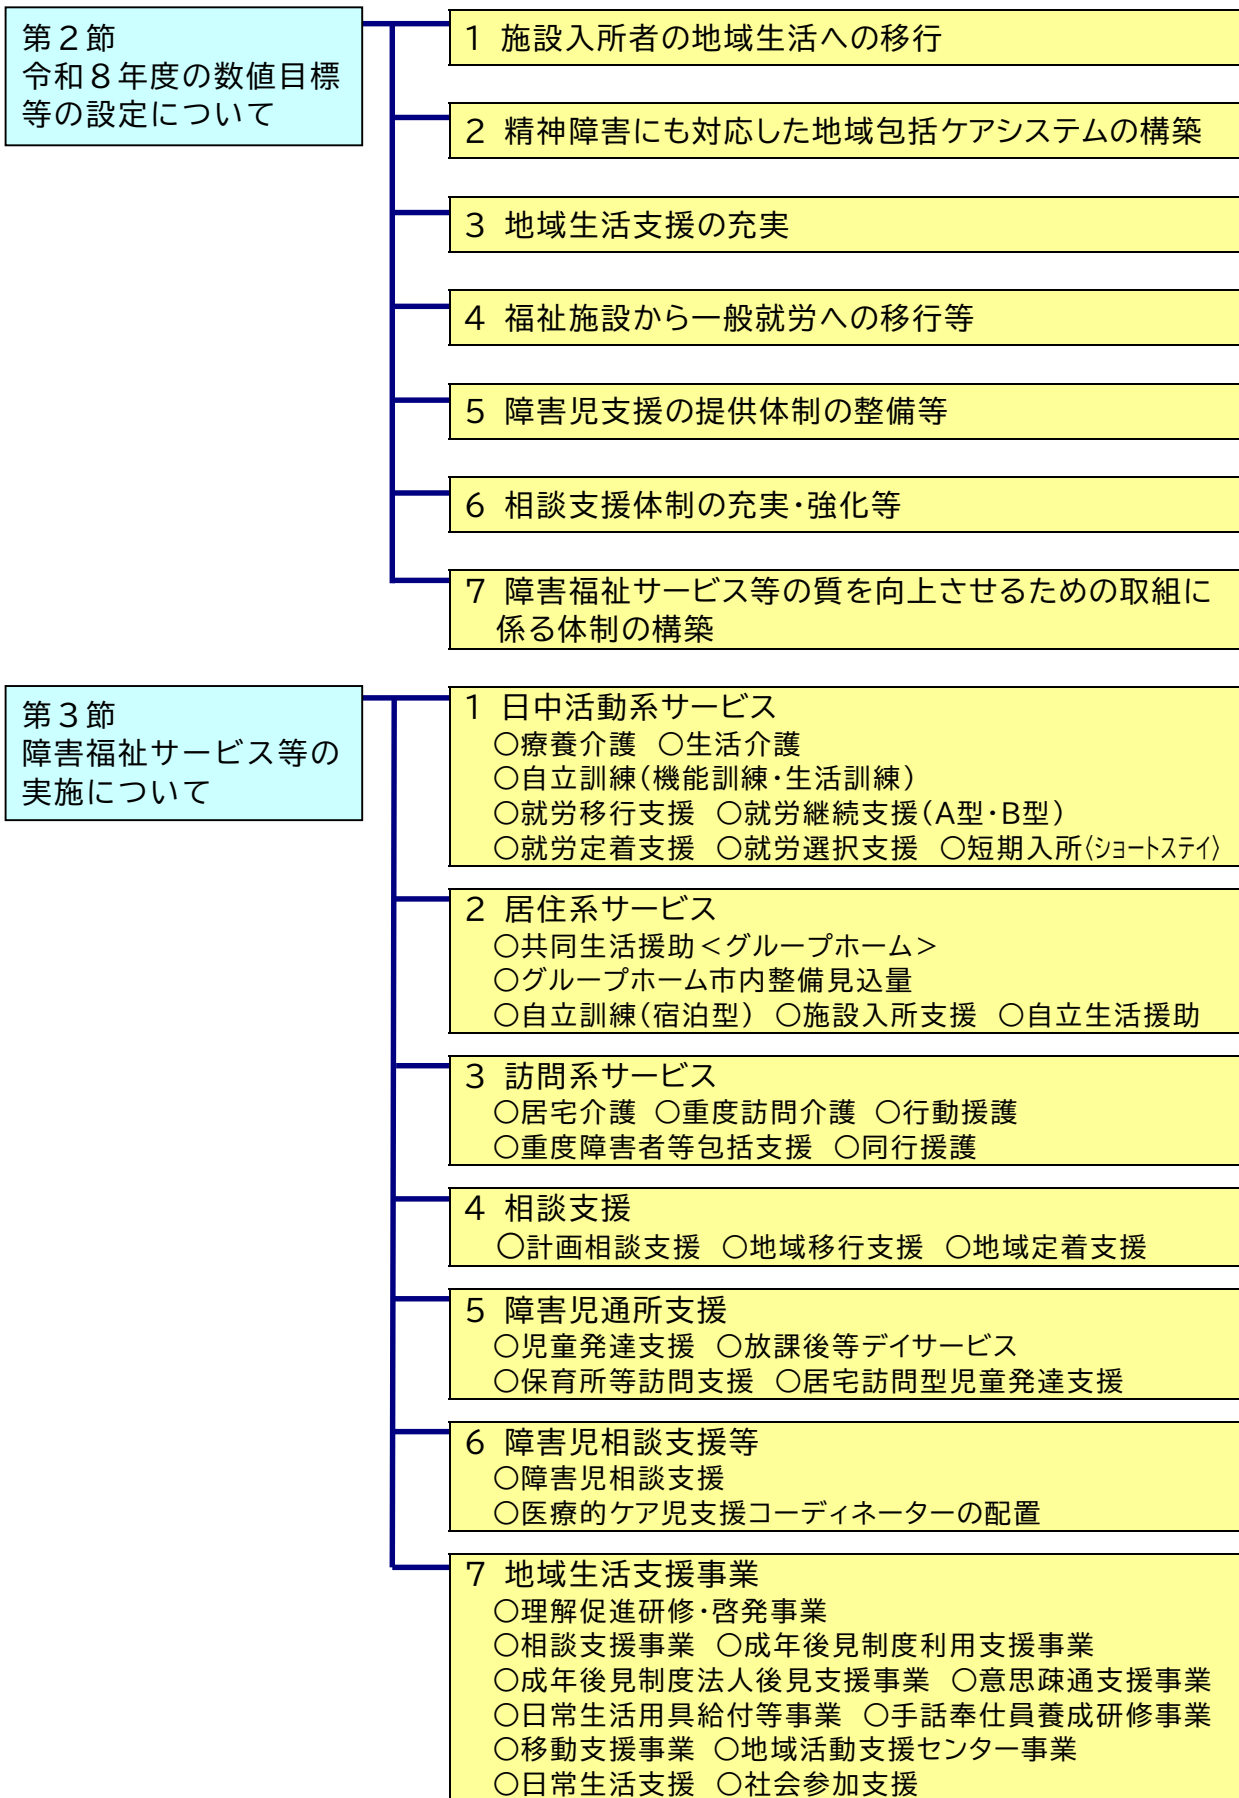 第２節
令和８年度の数値目標
等の設定について
1 施設入所者の地域生活への移行
2 精神障害にも対応した地域包括ケアシステムの構築
3 地域生活支援の充実
4 福祉施設から一般就労への移行等
5 障害児支援の提供体制の整備等
6 相談支援体制の充実・強化等
7 障害福祉サービス等の質を向上させるための取組に
係る体制の構築
第３節
障害福祉サービス等の
実施について
1 日中活動系サービス
○療養介護 ○生活介護
○自立訓練(機能訓練・生活訓練)
○就労移行支援 ○就労継続支援(A型・B型)
○就労定着支援 ○就労選択支援 ○短期入所〈ｼｮｰﾄｽﾃｲ〉
2 居住系サービス
○共同生活援助＜グループホーム＞
○グループホーム市内整備見込量
○自立訓練(宿泊型) ○施設入所支援 ○自立生活援助
3 訪問系サービス
○居宅介護 ○重度訪問介護 ○行動援護
○重度障害者等包括支援 ○同行援護
4 相談支援
○計画相談支援 ○地域移行支援 ○地域定着支援
5 障害児通所支援
○児童発達支援 ○放課後等デイサービス
○保育所等訪問支援 ○居宅訪問型児童発達支援
6 障害児相談支援等
○障害児相談支援
○医療的ケア児支援コーディネーターの配置
7 地域生活支援事業
○理解促進研修・啓発事業
○相談支援事業 ○成年後見制度利用支援事業
○成年後見制度法人後見支援事業 ○意思疎通支援事業
○日常生活用具給付等事業 ○手話奉仕員養成研修事業
○移動支援事業 ○地域活動支援センター事業
○日常生活支援 ○社会参加支援